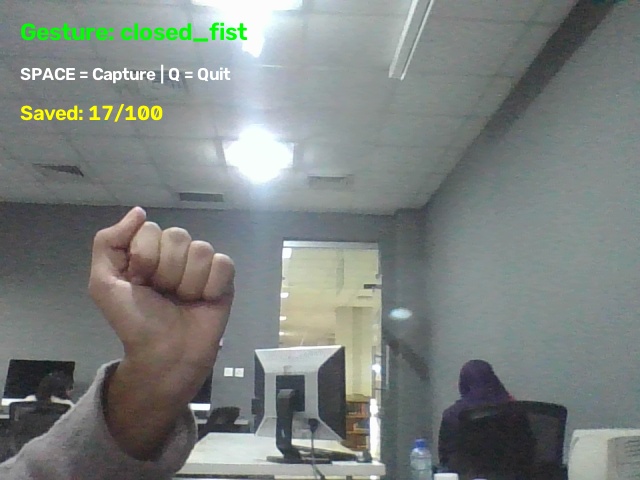 Gesture: closed_fist
SPACE = Capture | Q = Quit
Saved: 17/100